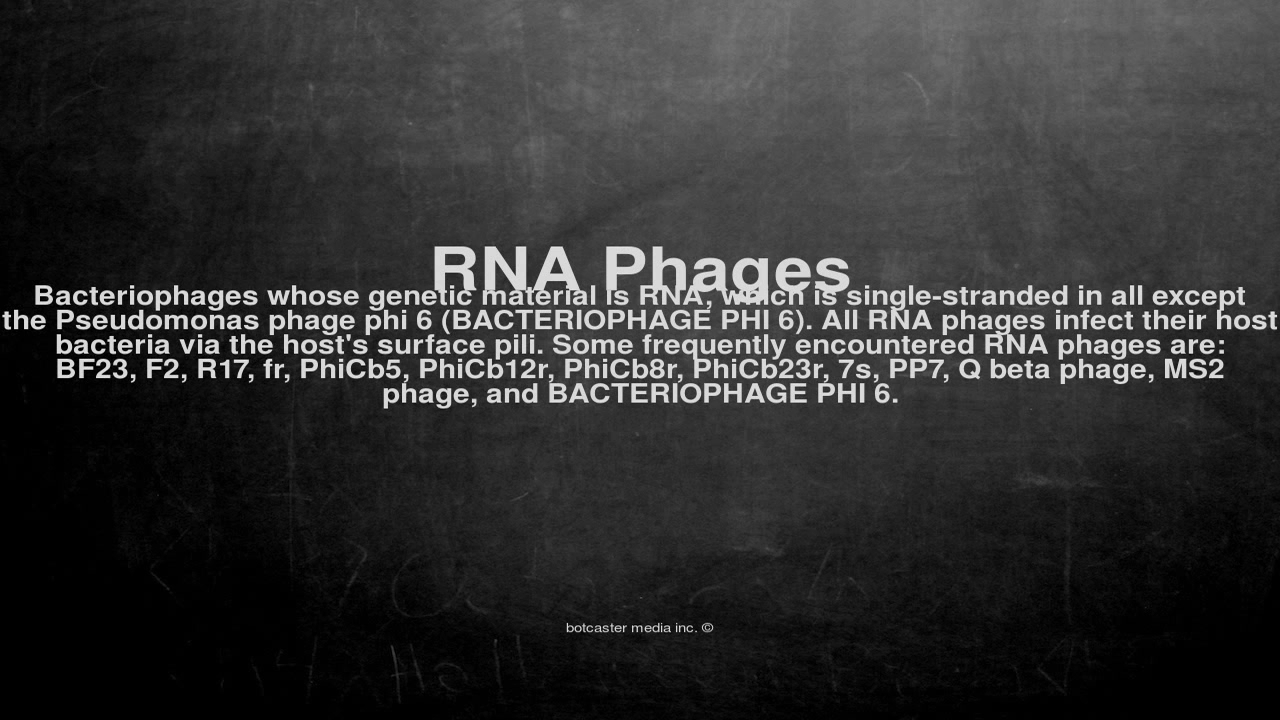 RNA Phages
Bacteriophages whose genetic material is RNA, which is single-stranded in all except
the Pseudomonas phage phi 6 (BACTERIOPHAGE PHI 6). All RNA phages infect their host
bacteria via the host's surface pili. Some frequently encountered RNA phages are:
BF23, F2, R17, fr, PhiCb5, PhiCb12r, PhiCb8r, PhiCb23r, 7s, PP7, Q beta phage, MS2
phage, and BACTERIOPHAGE PHI 6.
botcaster media inc. ©